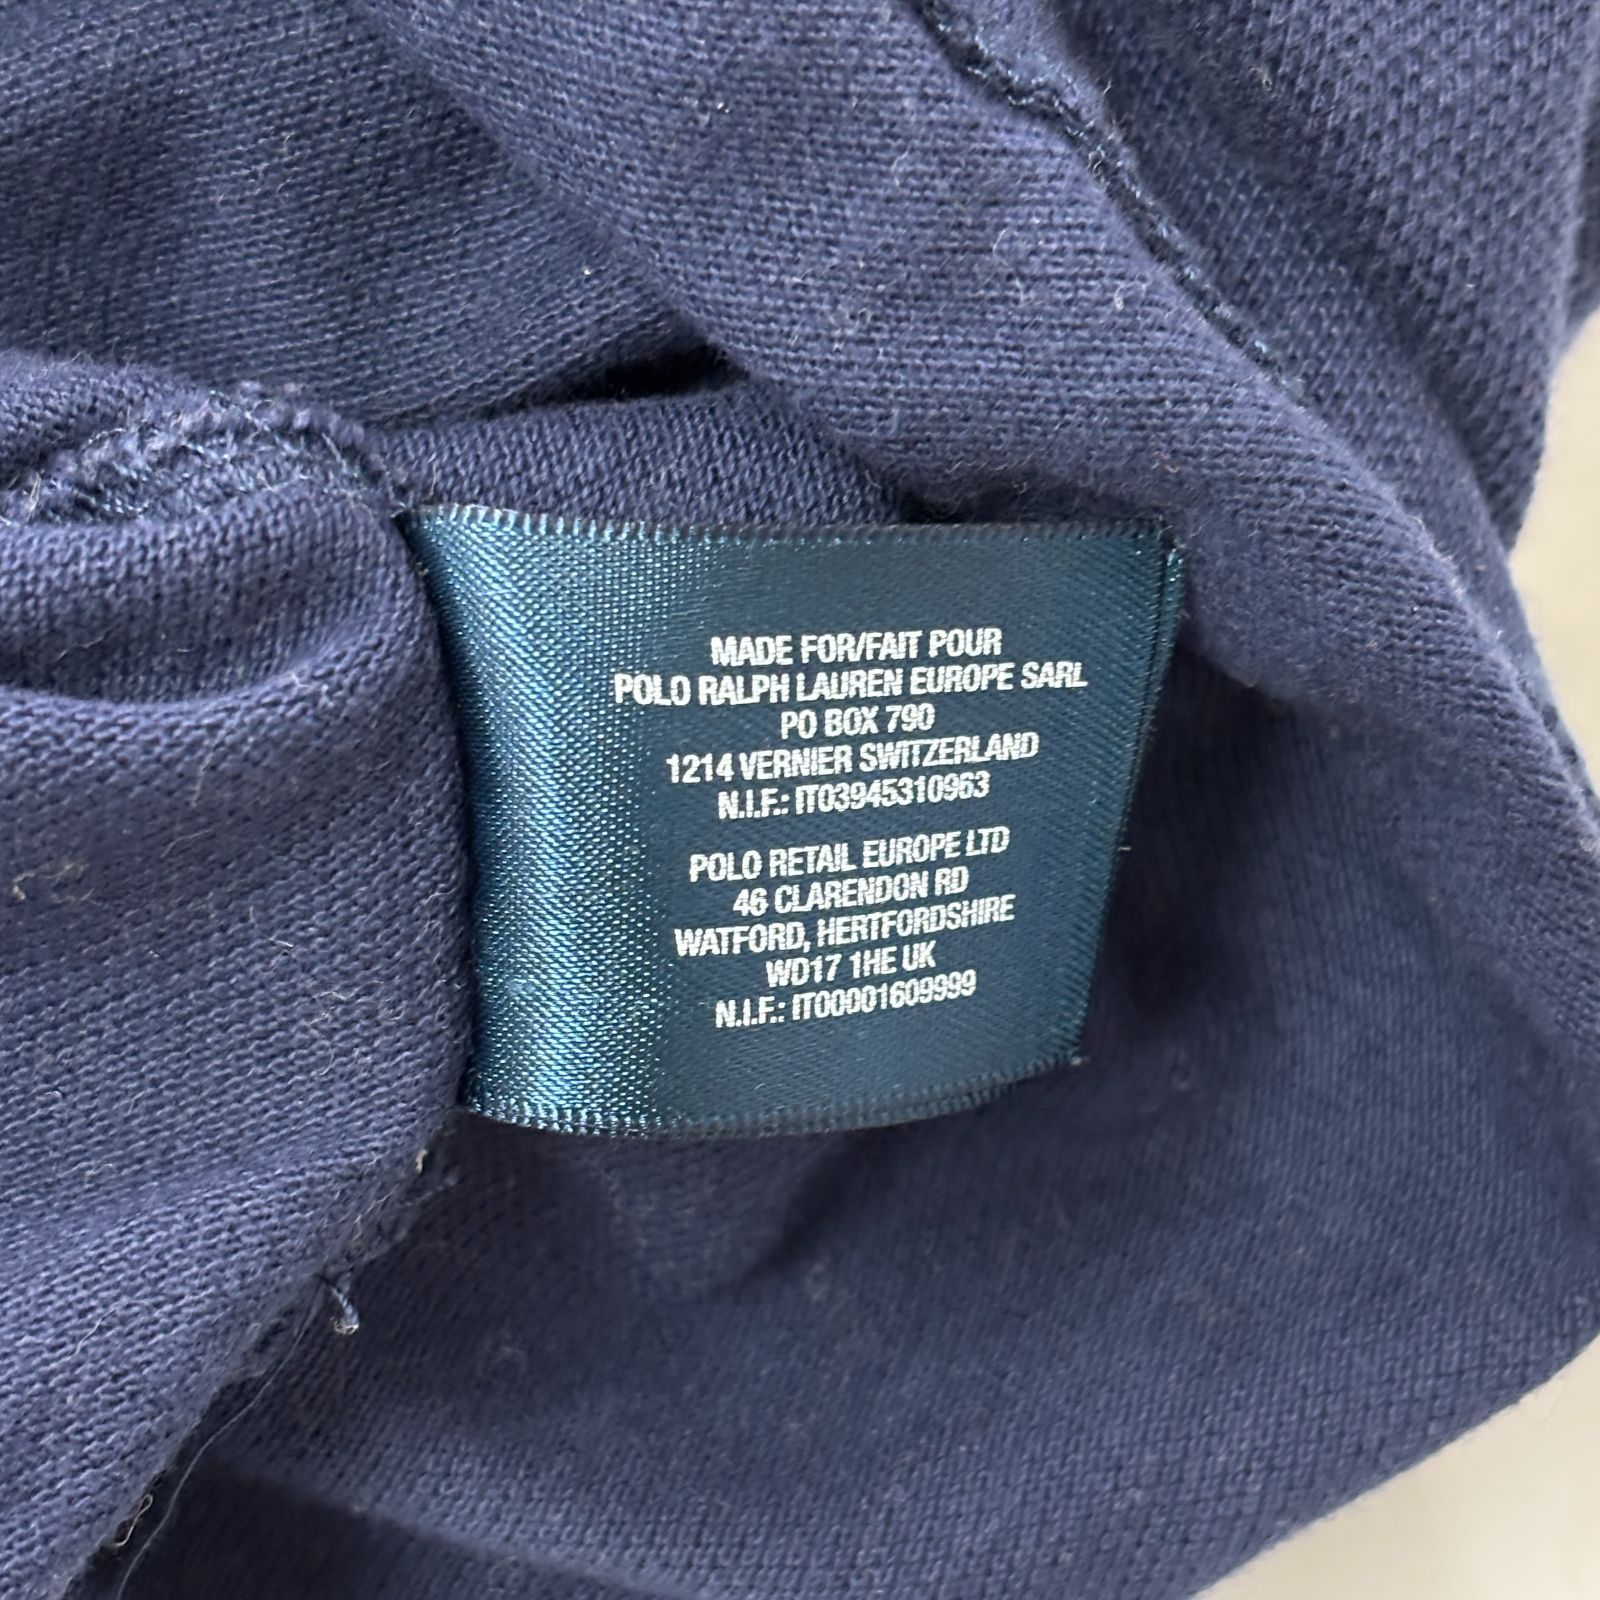 MADE FOR/FAIT POUR
POLO RALPH LAUREN EUROPE SARL
PO BOX 790
1214 VERNIER SWITZERLAND
N.I.F.: IT03945310963
POLO RETAIL EUROPE LTD
46 CLARENDON RD
WATFORD, HERTFORDSHIRE
WD17 1HE UK
N.I.F.: IT00001609999